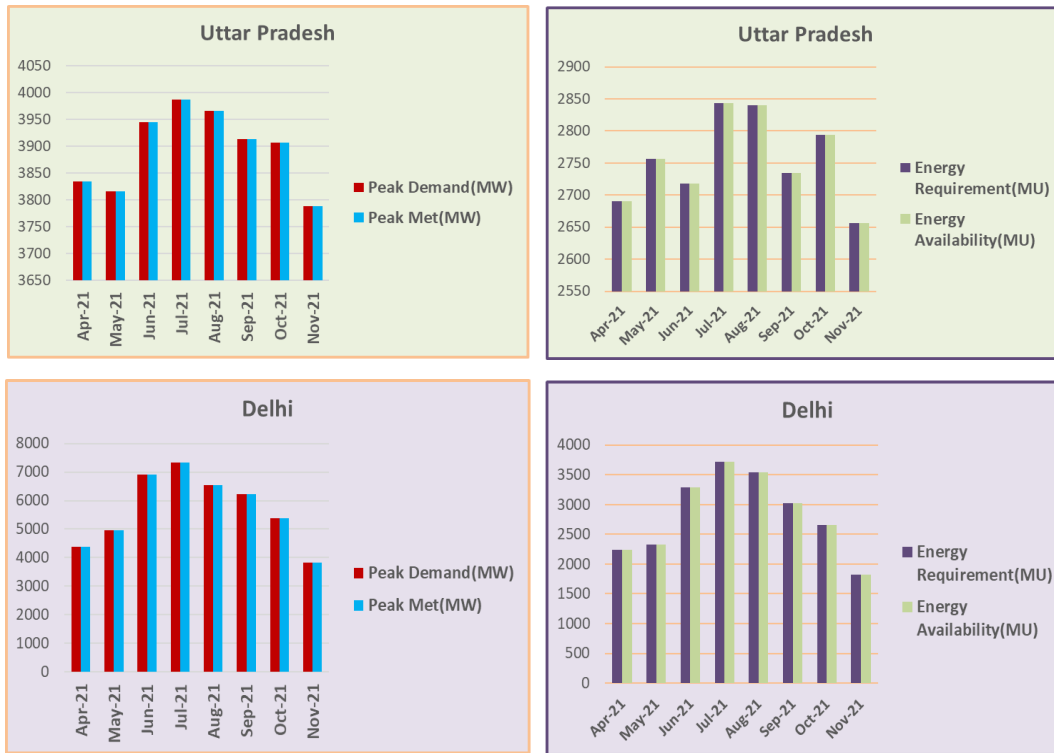 Uttar Pradesh
4050
4000
3950
3900
3850
3800
3750
3700
3650
Apr-21
May-21
Jun-21
Jul-21
Aug-21
Sep-21
Oct-21
Nov-21
Peak Demand(MW)
Peak Met(MW)
Uttar Pradesh
2900
2850
2800
2750
2700
2650
2600
2550
Apr-21
May-21
Jun-21
Jul-21
Aug-21
Sep-21
Oct-21
Nov-21
Energy
Requirement(MU)
Energy
Availability(MU)
Delhi
8000
7000
6000
5000
4000
3000
2000
1000
0
Apr-21
May-21
Jun-21
Jul-21
Aug-21
Sep-21
Oct-21
Nov-21
Peak Demand(MW)
Peak Met(MW)
Delhi
4000
3500
3000
2500
2000
1500
1000
500
0
Apr-21
May-21
Jun-21
Jul-21
Aug-21
Sep-21
Oct-21
Nov-21
Energy
Requirement(MU)
Energy
Availability(MU)